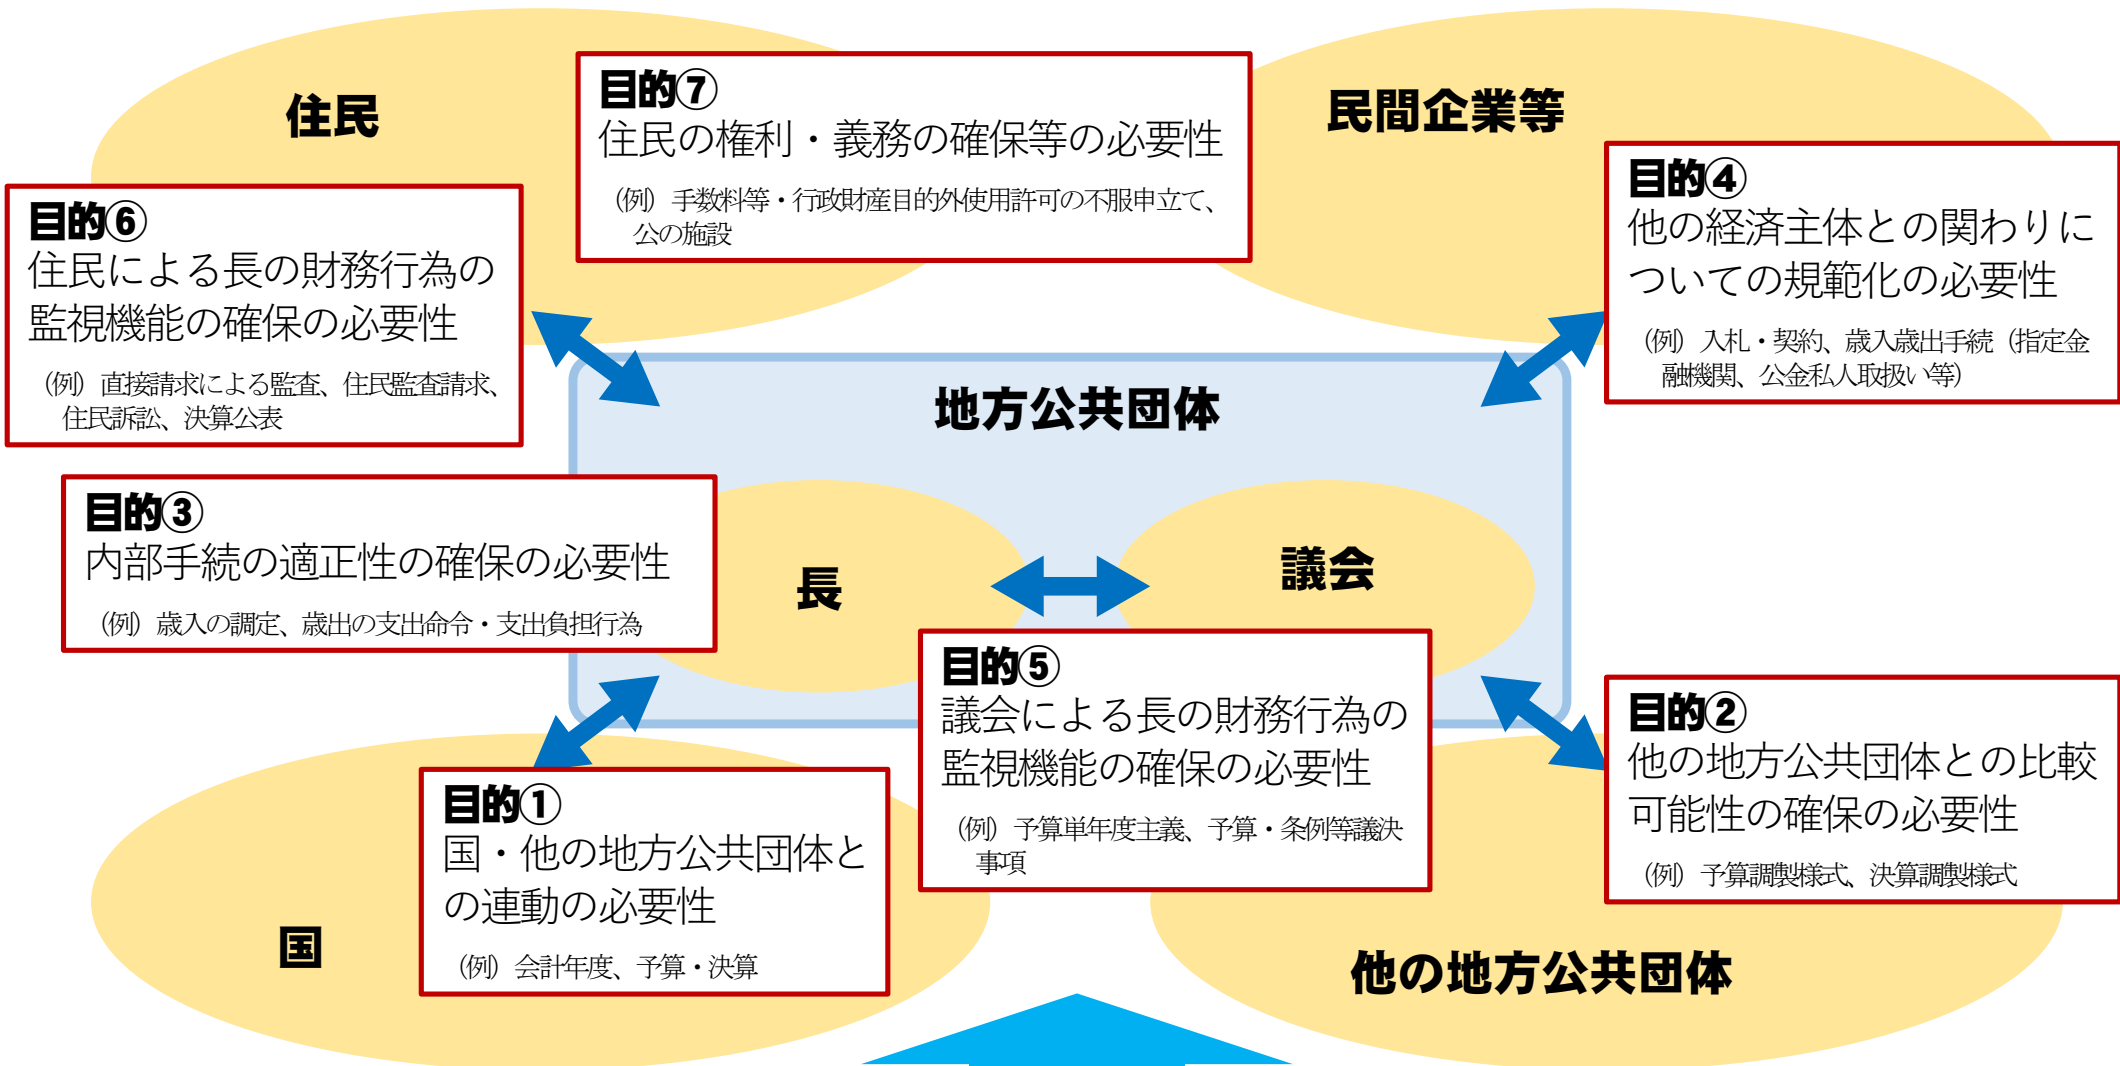 住民
目的⑦
住民の権利・義務の確保等の必要性
（例）手数料等・行政財産目的外使用許可の不服申立て、
公の施設
民間企業等
目的④
他の経済主体との関わりに
ついての規範化の必要性
（例）入札・契約、歳入歳出手続（指定金
融機関、公金私人取扱い等）
目的⑥
住民による長の財務行為の
監視機能の確保の必要性
（例）直接請求による監査、住民監査請求、
住民訴訟、決算公表
地方公共団体
目的③
内部手続の適正性の確保の必要性
（例）歳入の調定、歳出の支出命令・支出負担行為
長
議会
目的⑤
議会による長の財務行為の
監視機能の確保の必要性
（例）予算単年度主義、予算・条例等議決
事項
目的②
他の地方公共団体との比較
可能性の確保の必要性
（例）予算調製様式、決算調製様式
目的①
国・他の地方公共団体と
の連動の必要性
（例）会計年度、予算・決算
国
他の地方公共団体